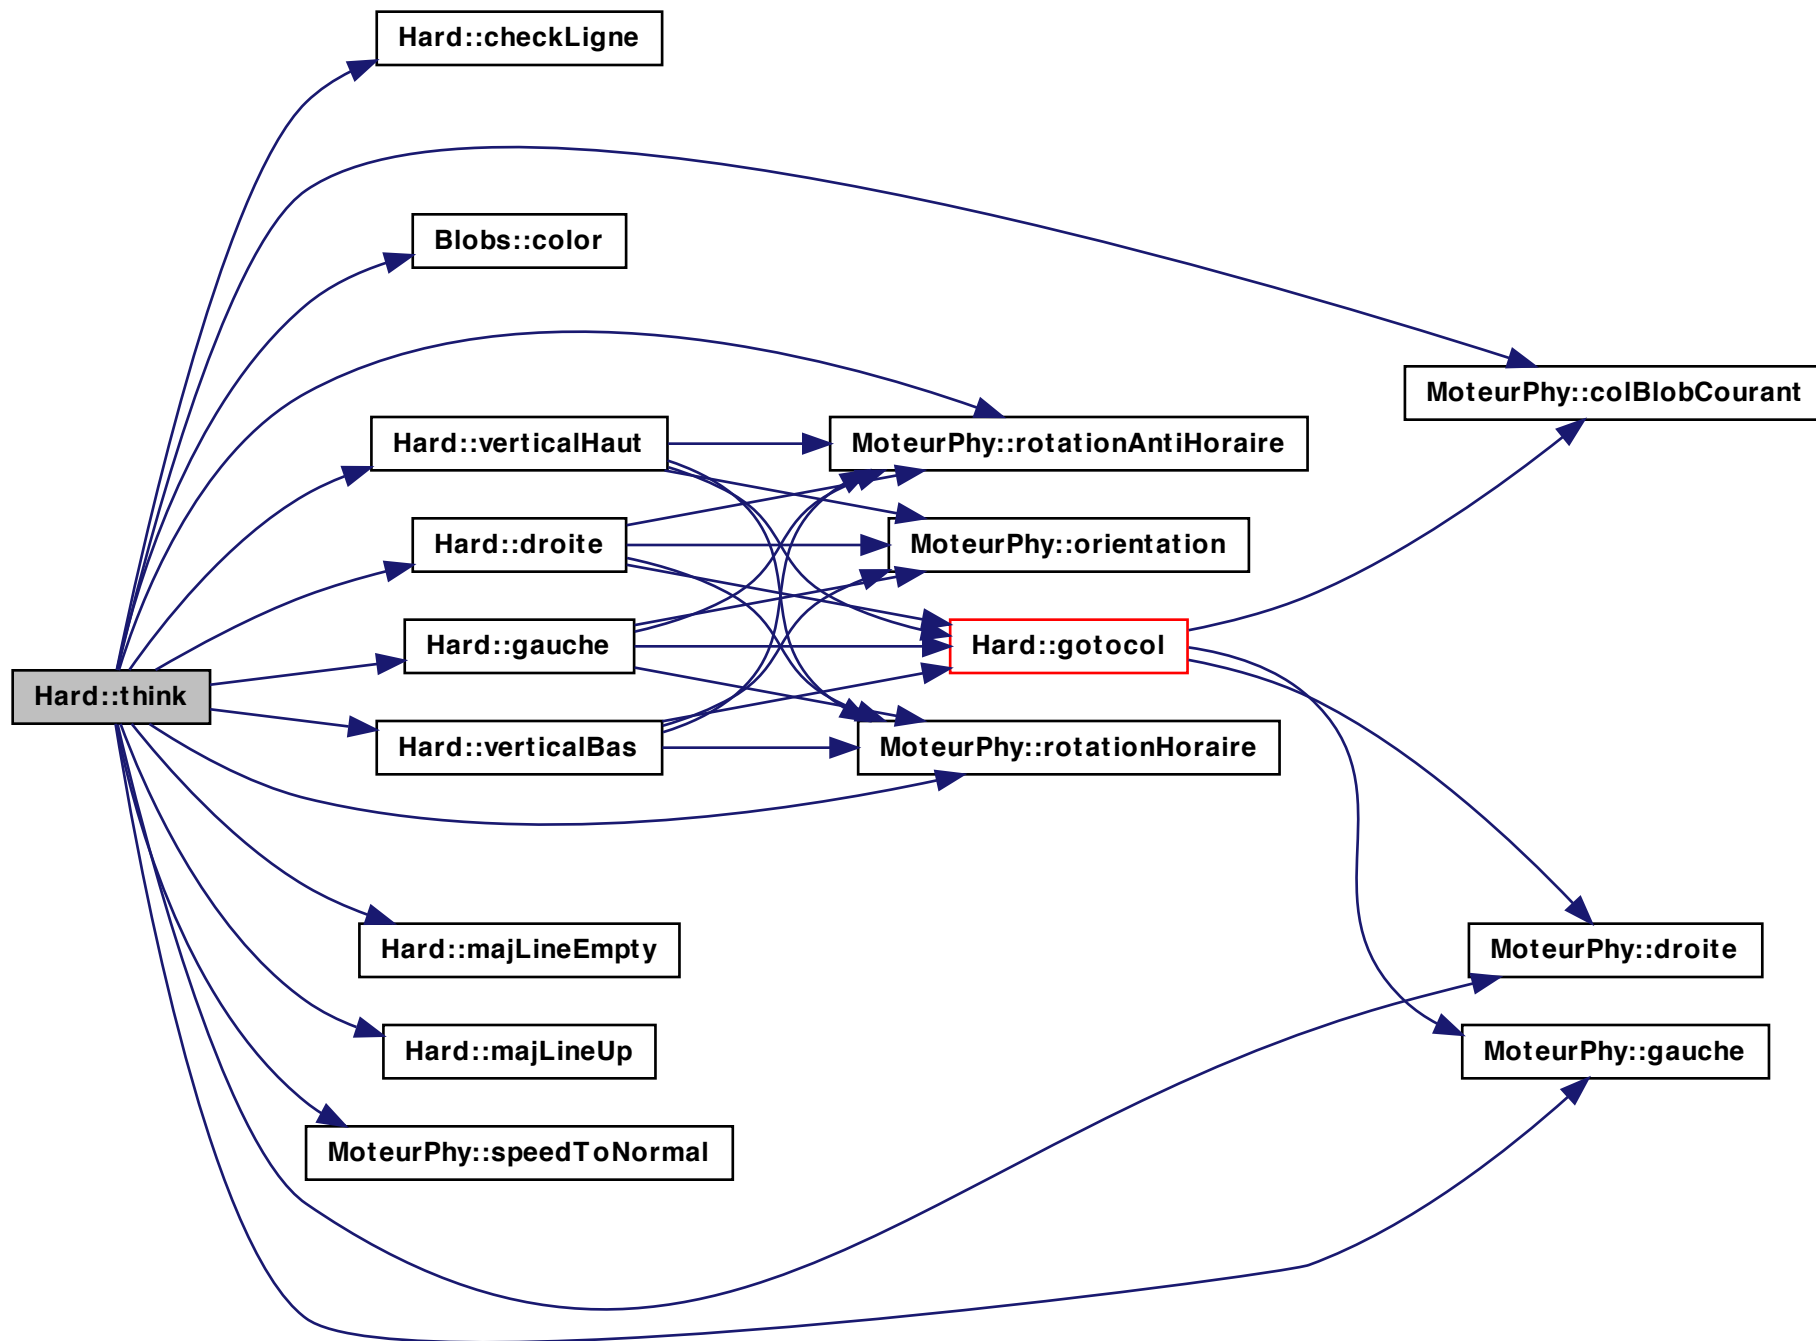 Hard::checkLigne
Blobs::color
MoteurPhy::colBlobCourant
Hard::verticalHaut
MoteurPhy::rotationAntiHoraire
Hard::droite
MoteurPhy::orientation
Hard::gauche
Hard::gotocol
Hard::think
Hard::verticalBas
MoteurPhy::rotationHoraire
Hard::majLineEmpty
MoteurPhy::droite
Hard::majLineUp
MoteurPhy::gauche
MoteurPhy::speedToNormal